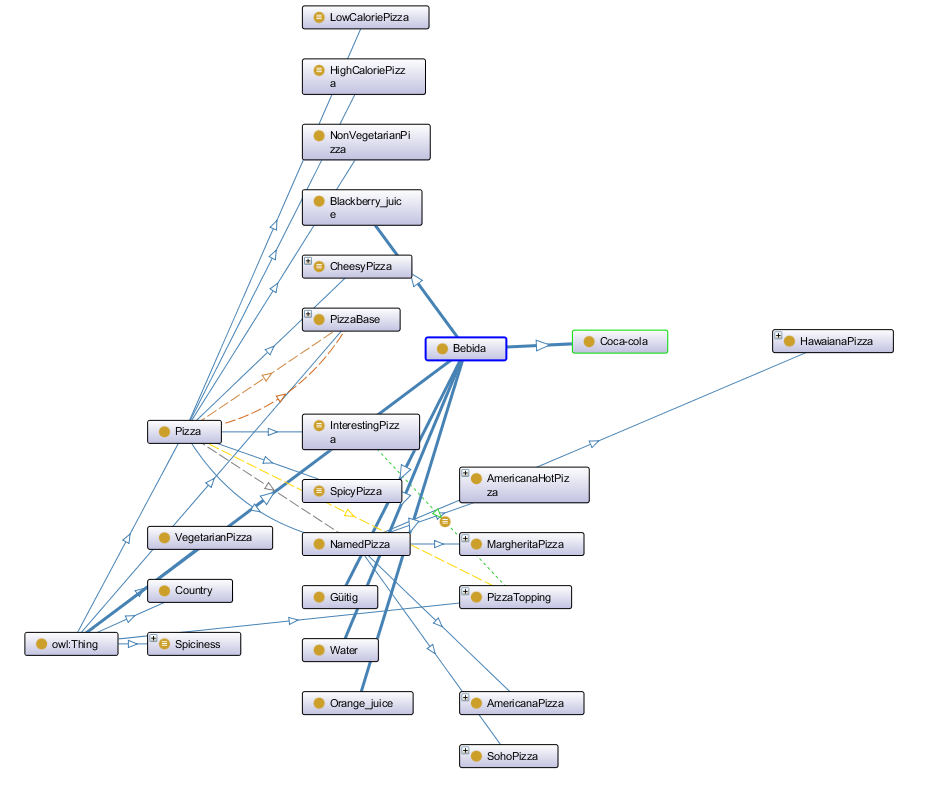 LowCaloriePizza
HighCaloriePizz
a
NonVegetarianPi
zza
Blackberry_juic
e
CheesyPizza
PizzaBase
Bebida
Coca-cola
HawaianaPizza
Pizza
InterestingPizz
a
SpicyPizza
AmericanaHotPiz
za
VegetarianPizza
NamedPizza
MargheritaPizza
Country
Güitig
PizzaTopping
owl:Thing
Spiciness
Water
Orange_juice
AmericanaPizza
SohoPizza